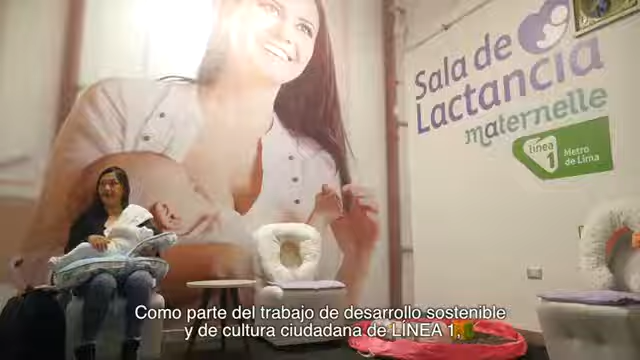 Sala de
Lactancia
maternelle
línea
1
Metro
de Lima
Como parte del trabajo de desarrollo sostenible
y de cultura ciudadana de LÍNEA 1,